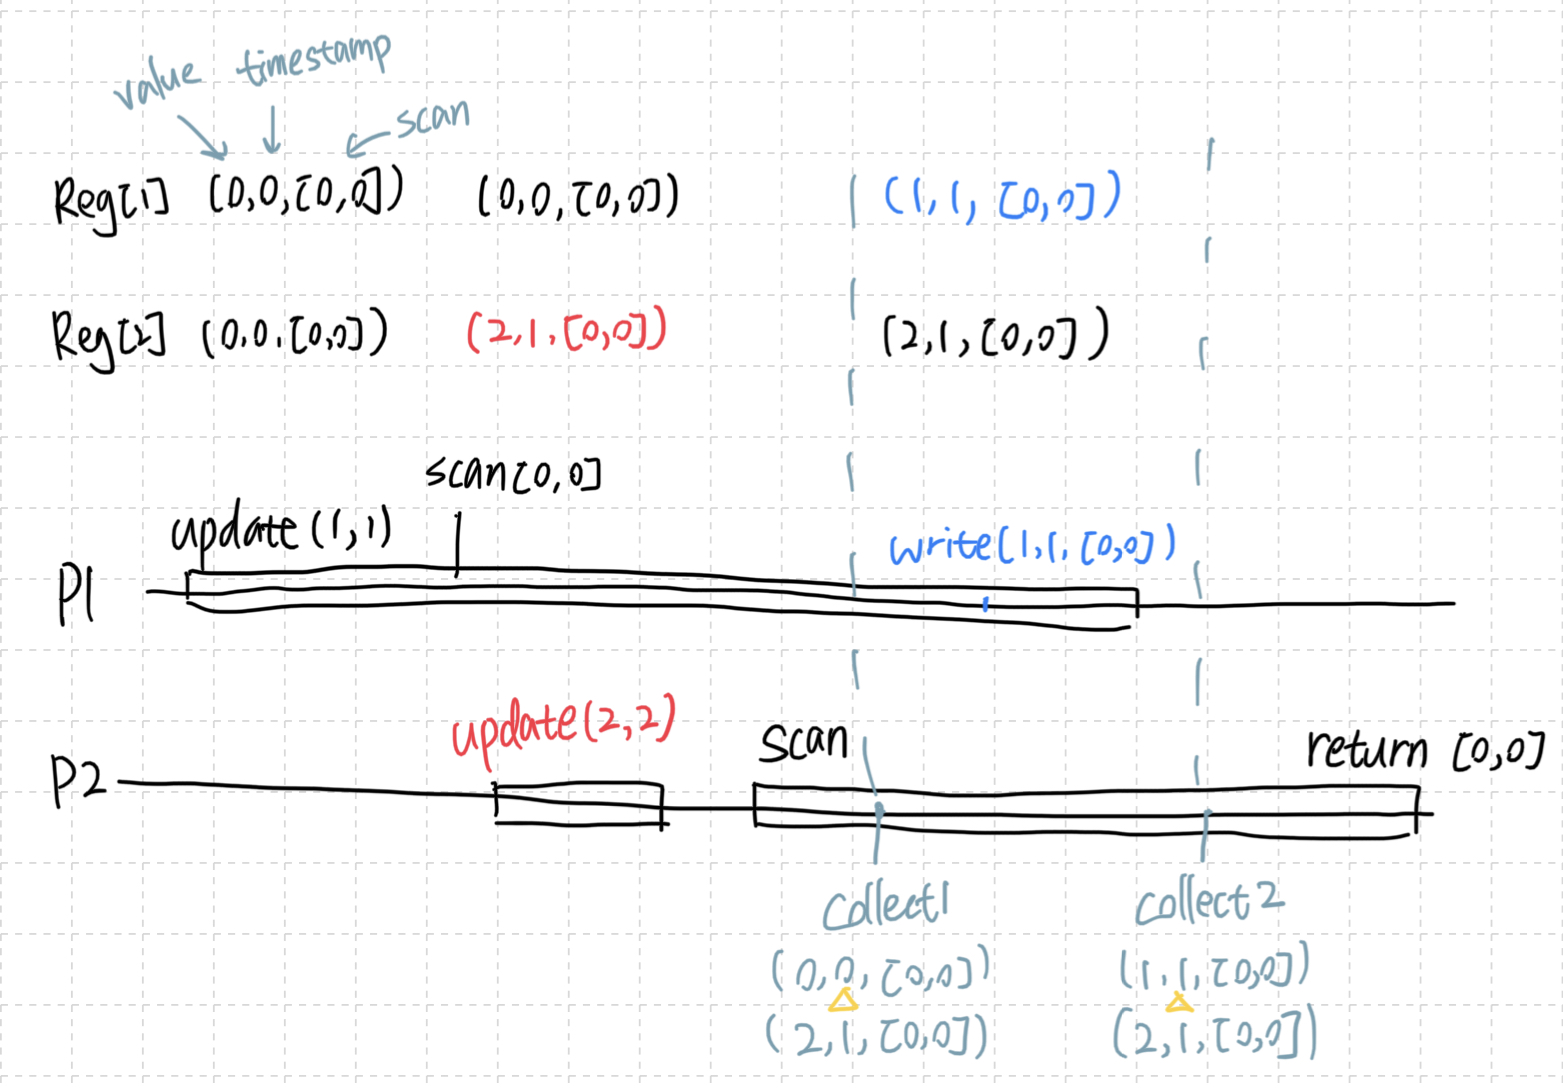 value timestamp
scan
Reg[1] (0,0,[0,0]) (0,0,[0,0]) (1,1,[0,0])
Reg[2] (0,0,[0,0]) (2,1,[0,0]) (2,1,[0,0])
scan[0,0]
update(1,1)
write(1,1,[0,0])
P1
update(2,2)
scan
return [0,0]
P2
collect1 collect2
(0,0,[0,0]) (1,1,[0,0])
(2,1,[0,0]) (2,1,[0,0])